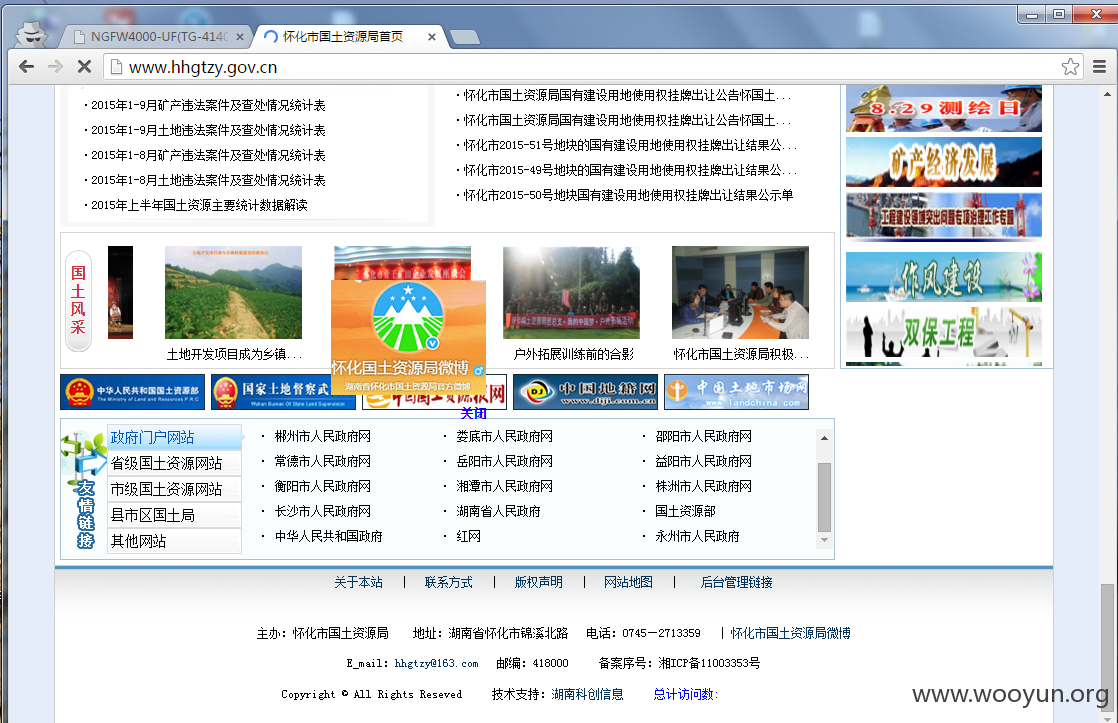 NGFW4000-UF(TG-414C
怀化市国土资源局首页
www.hhgtzy.gov.cn
·2015年1-9月矿产违法案件及查处情况统计表
·2015年1-9月土地违法案件及查处情况统计表
·2015年1-8月矿产违法案件及查处情况统计表
·2015年1-8月土地违法案件及查处情况统计表
·2015年上半年国土资源主要统计数据解读
·怀化市国土资源局国有建设用地使用权挂牌出让公告怀国土...
·怀化市国土资源局国有建设用地使用权挂牌出让公告怀国土...
·怀化市2015-51号地块的国有建设用地使用权挂牌出让结果公...
·怀化市2015-49号地块的国有建设用地使用权挂牌出让结果公...
·怀化市2015-50号地块国有建设用地使用权挂牌出让结果公示单
8.29测绘日
矿产经济发展
工程建设领域突出问题专项治理工作专题
作风建设
双保工程
国土风采
土地开发项目成为乡镇...
怀化国土资源局微博
湖南省怀化市国土资源局官方微博
关闭
户外拓展训练前的合影
怀化市国土资源局积极...
中华人民共和国国土资源部
The Ministry of Land and Resources P.R.C
国家土地督察武
Wuhan Bureau Of State Land Supervision
中国地籍网
www.djj.com.cn
中国土地市场网
www.landchina.com
友情链接
政府门户网站
省级国土资源网站
市级国土资源网站
县市区国土局
其他网站
· 郴州市人民政府网
· 娄底市人民政府网
· 邵阳市人民政府网
· 常德市人民政府网
· 岳阳市人民政府网
· 益阳市人民政府网
· 衡阳市人民政府网
· 湘潭市人民政府网
· 株洲市人民政府网
· 长沙市人民政府网
· 湖南省人民政府
· 国土资源部
· 中华人民共和国政府
· 红网
· 永州市人民政府
关于本站 | 联系方式 | 版权声明 | 网站地图 | 后台管理链接
主办：怀化市国土资源局 地址：湖南省怀化市锦溪北路 电话：0745－2713359 | 怀化市国土资源局微博
E_mail：hhgtzy@163.com 邮编：418000 备案序号：湘ICP备11003353号
Copyright © All Rights Reseved 技术支持：湖南科创信息 总计访问数:
www.wooyun.org